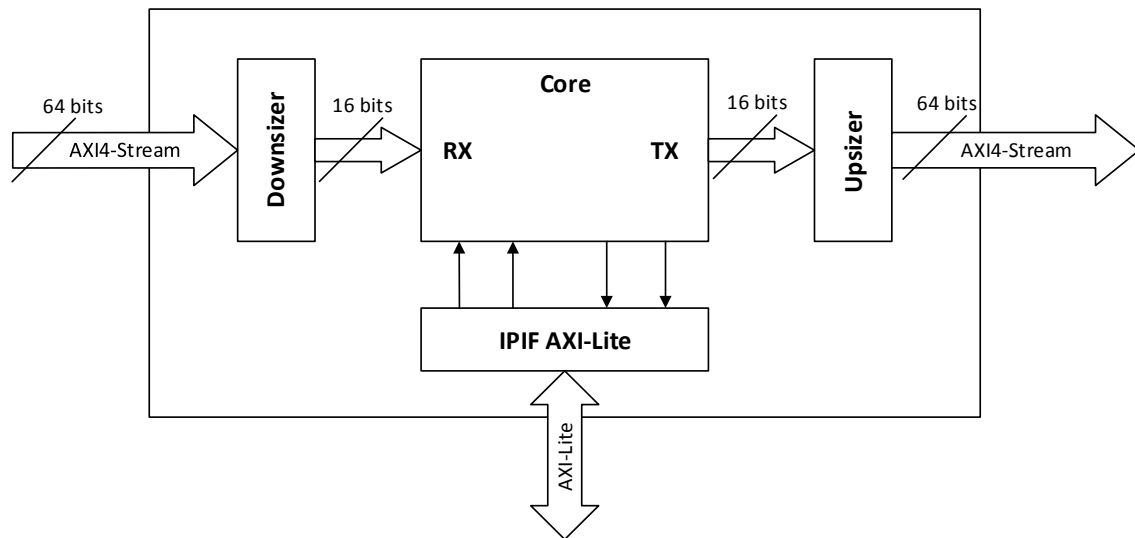 64 bits
AXI4-Stream
Downsizer
16 bits
Core
RX
TX
16 bits
Upsizer
64 bits
AXI4-Stream
IPIF AXI-Lite
AXI-Lite